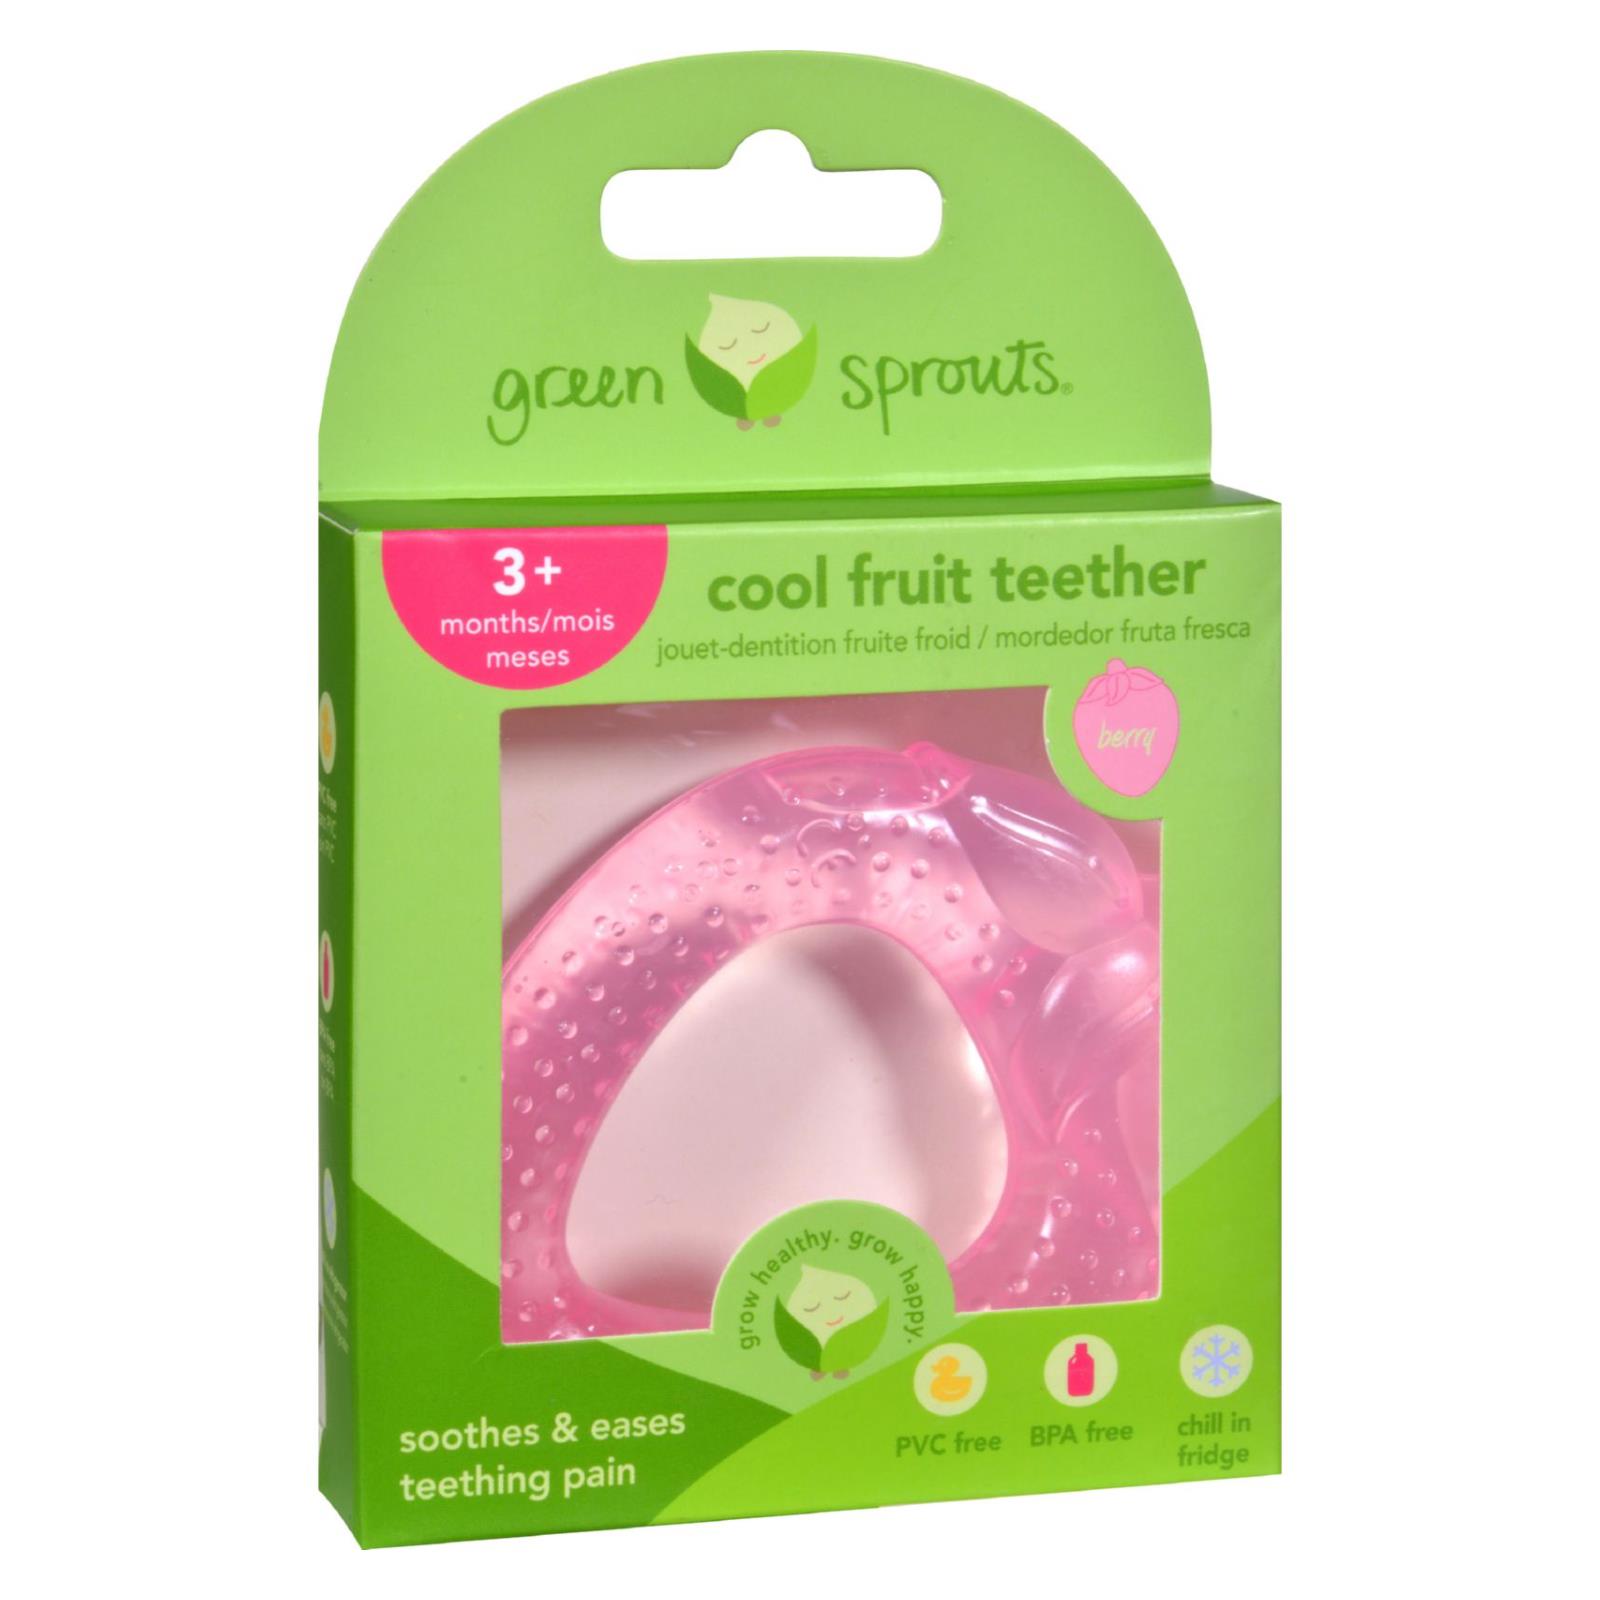 green sprouts®
3+
months/mois
meses
cool fruit teether
jouet-dentition fruite froid / mordedor fruta fresca
berry
grow healthy. grow happy.
soothes & eases
teething pain
PVC free
BPA free
chill in
fridge